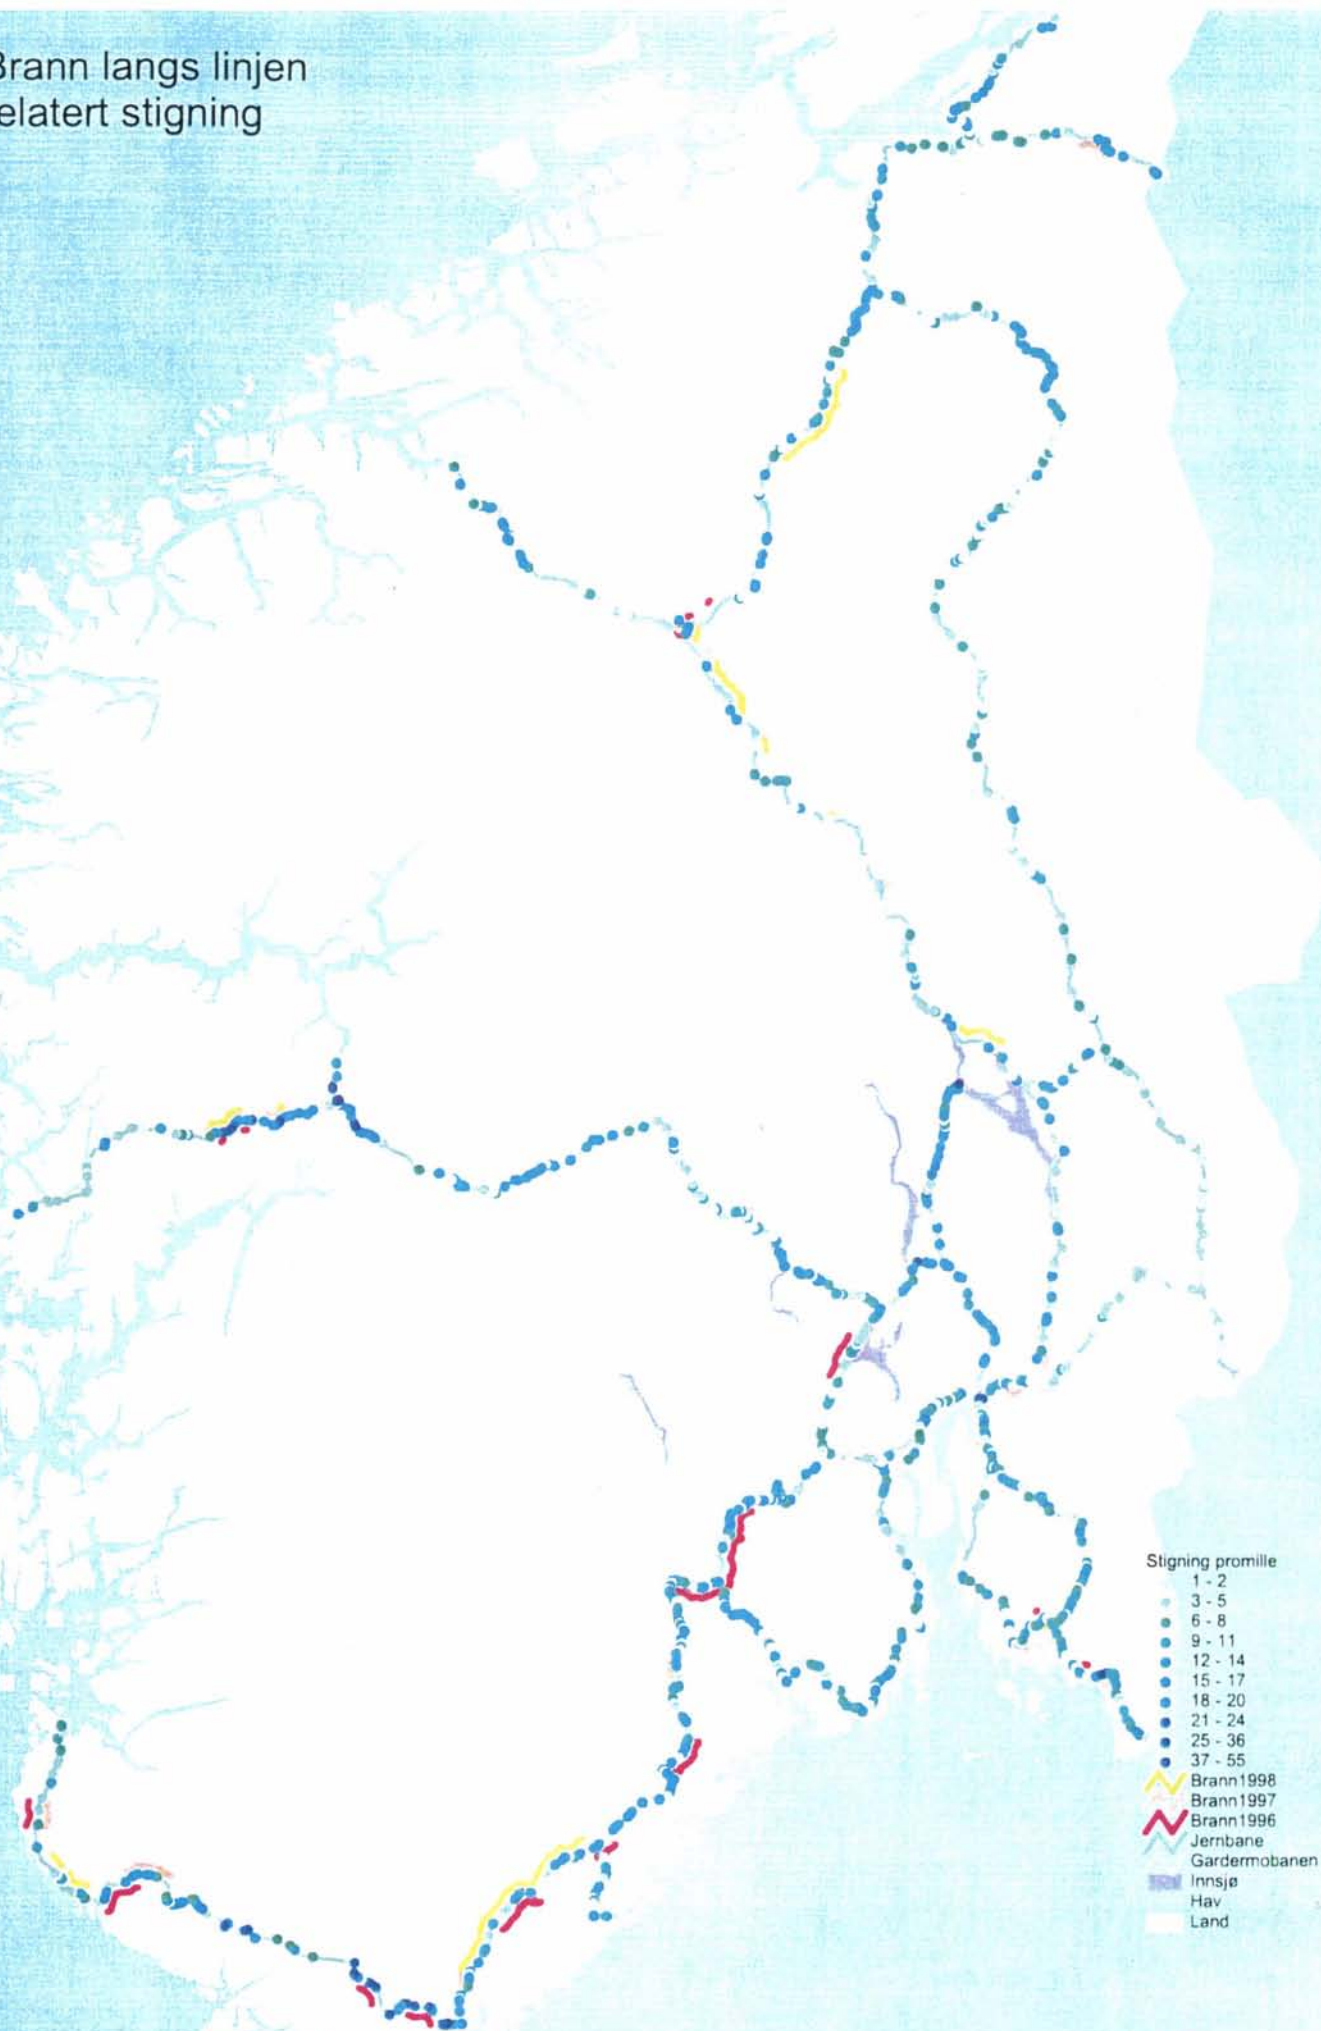 Brann langs linjen
elatert stigning
Stigning promille
1 - 2
3 - 5
6 - 8
9 - 11
12 - 14
15 - 17
18 - 20
21 - 24
25 - 36
37 - 55
Brann1998
Brann1997
Brann1996
Jernbane
Gardermobanen
Innsjø
Hav
Land